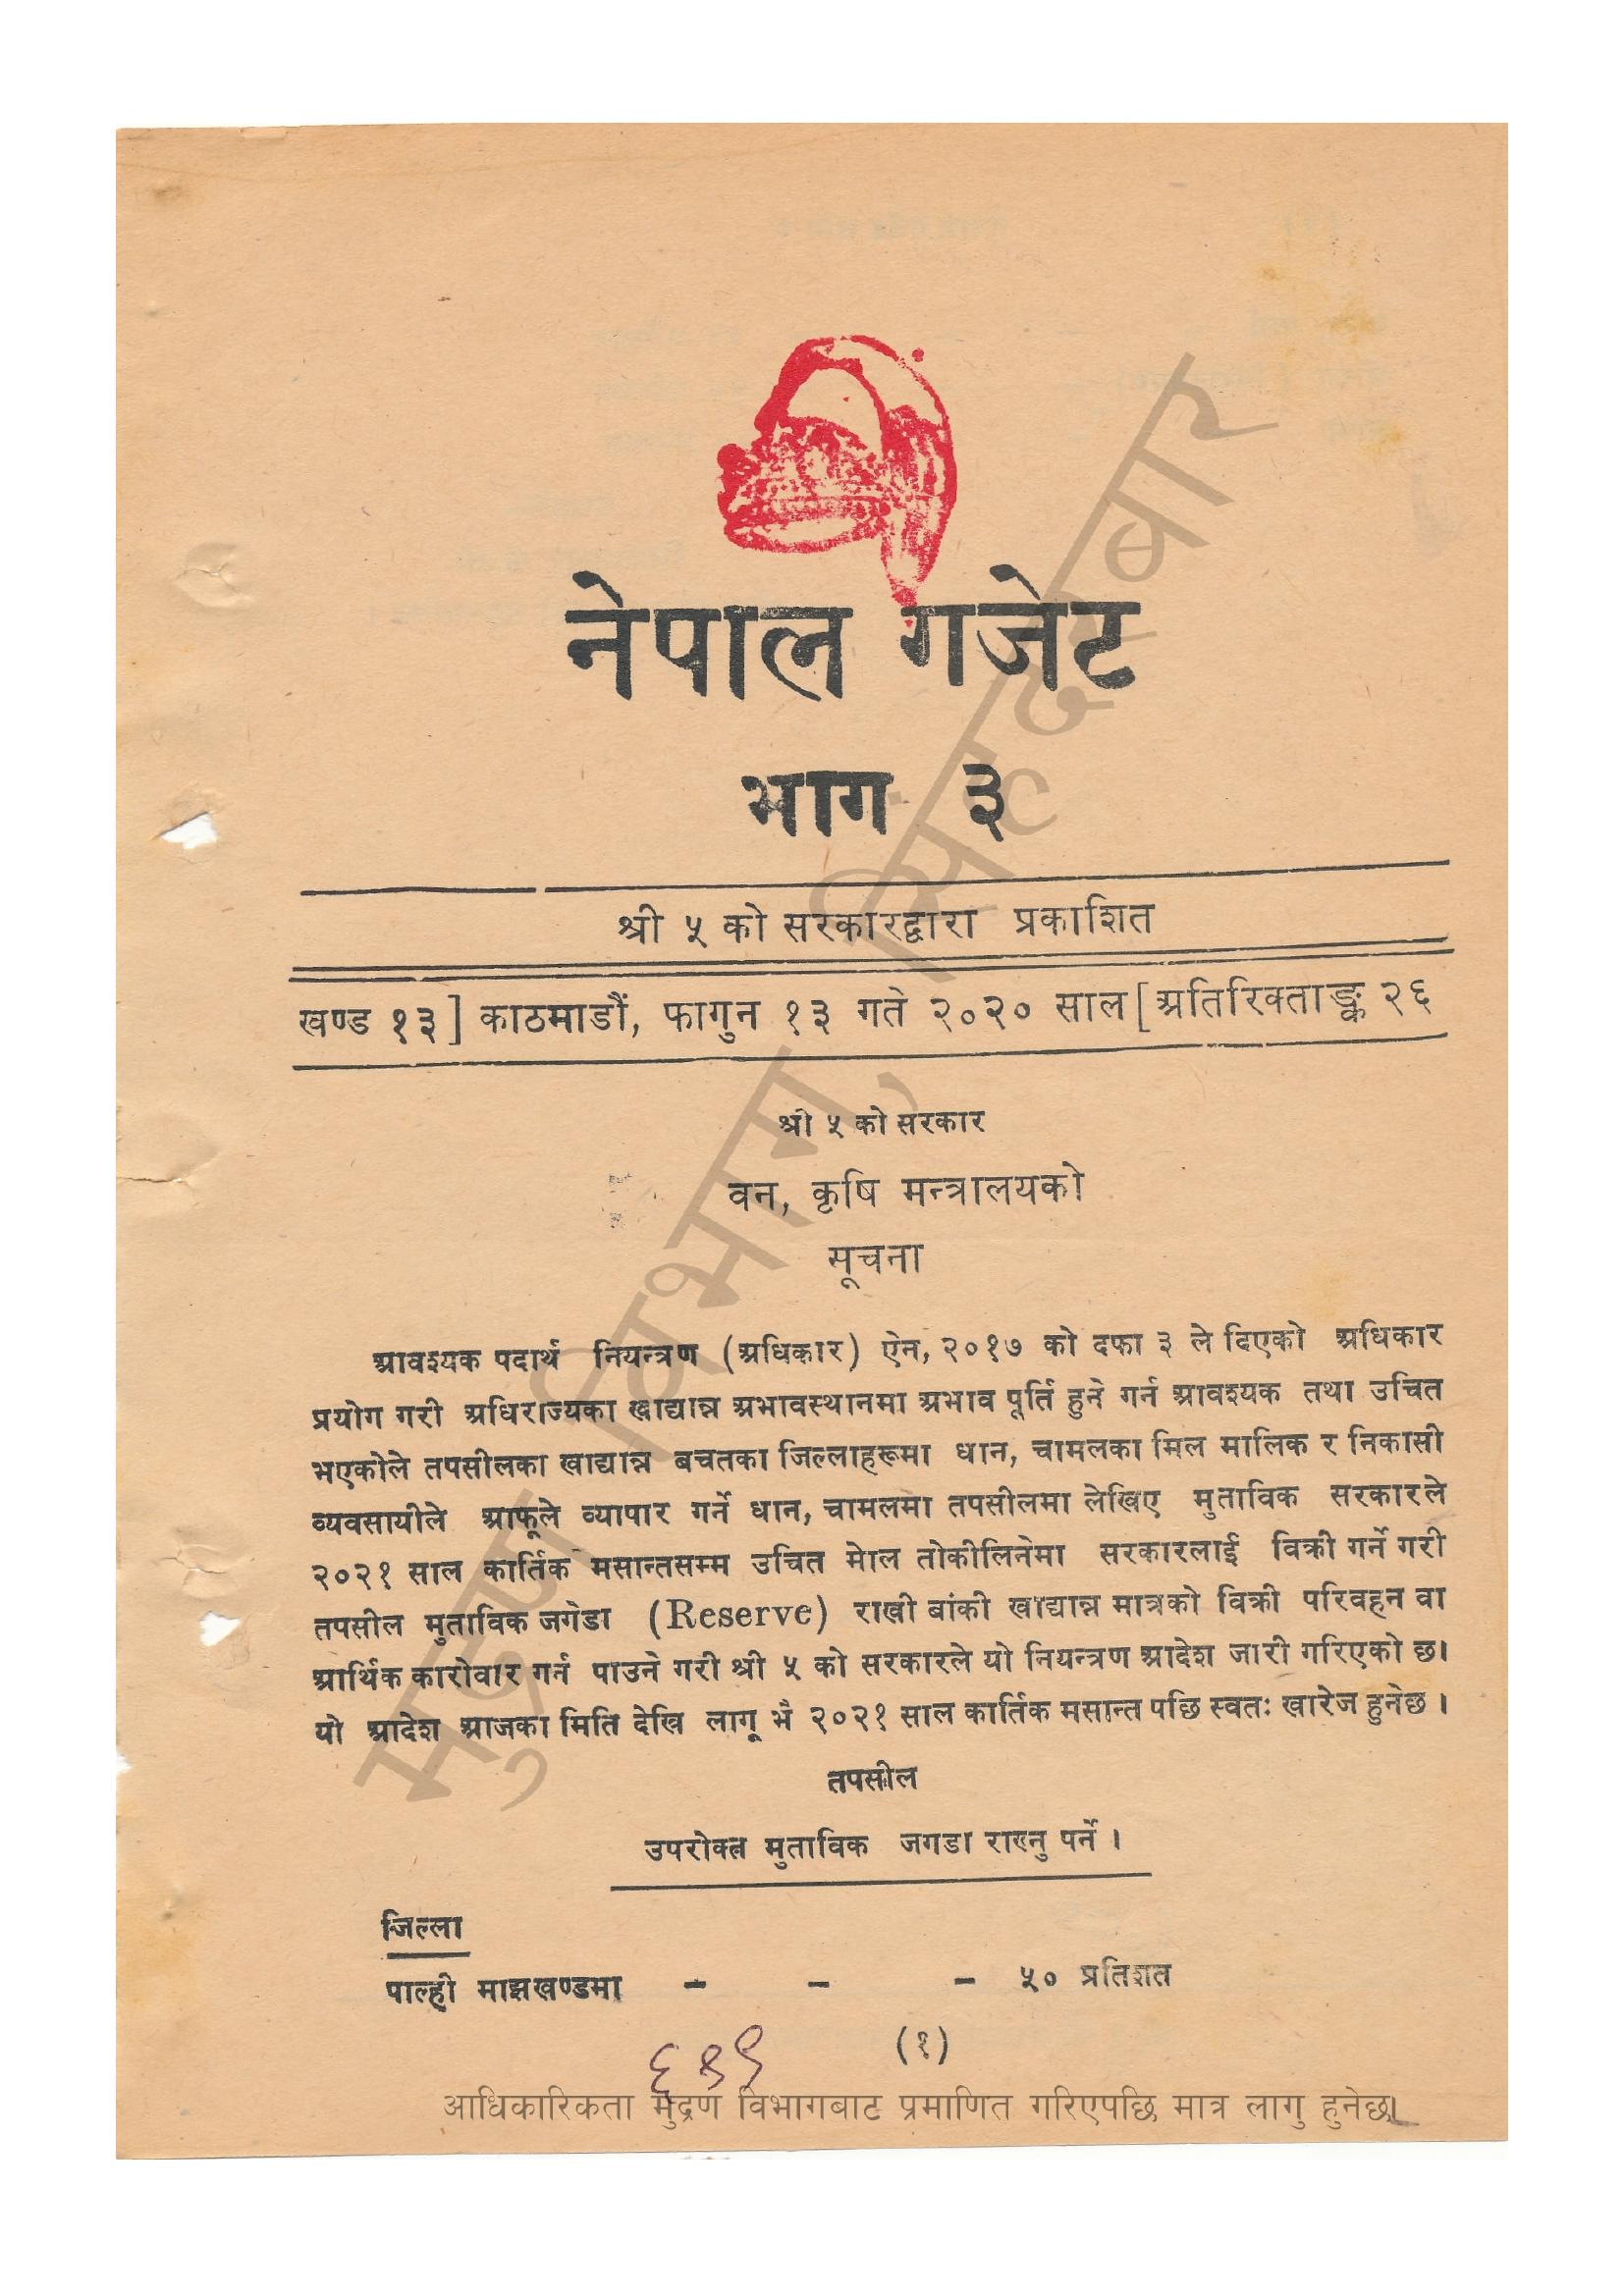 नेपाल गजेट
भाग ३
श्री ५ को सरकारद्वारा प्रकाशित
खण्ड १३] काठमाडौं, फागुन १३ गते २०२० साल [अतिरिक्ताङ्क २६
श्री ५ को सरकार
वन, कृषि मन्त्रालयको
सूचना
आवश्यक पदार्थ नियन्त्रण (अधिकार) ऐन, २०१७ को दफा ३ ले दिएको अधिकार
प्रयोग गरी अधिराज्यका खाद्यान्न अभावस्थानमा अभाव पूर्ति हुने गर्न आवश्यक तथा उचित
भएकोले तपसीलका खाद्यान्न बचतका जिल्लाहरूमा धान, चामलका मिल मालिक र निकासी
व्यवसायीले आफूले व्यापार गर्ने धान, चामलमा तपसीलमा लेखिए मुताविक सरकारले
२०२१ साल कार्तिक मसान्तसम्म उचित मोल तोकीलिनेमा सरकारलाई विक्री गर्ने गरी
तपसील मुताविक जगेडा (Reserve) राखी बांकी खाद्यान्न मात्रको विक्री परिवहन वा
आर्थिक कारोवार गर्न पाउने गरी श्री ५ को सरकारले यो नियन्त्रण आदेश जारी गरिएको छ।
यो आदेश आजका मिति देखि लागू भै २०२१ साल कार्तिक मसान्त पछि स्वतः खारेज हुनेछ ।
तपसील
उपरोक्त मुताविक जगडा राख्नु पर्ने ।
जिल्ला
पाल्ही माझखण्डमा - - - ५० प्रतिशत
(१)
आधिकारिकता मुद्रण विभागबाट प्रमाणित गरिएपछि मात्र लागु हुनेछ।
मुद्रण विभाग, सिंहदरबार